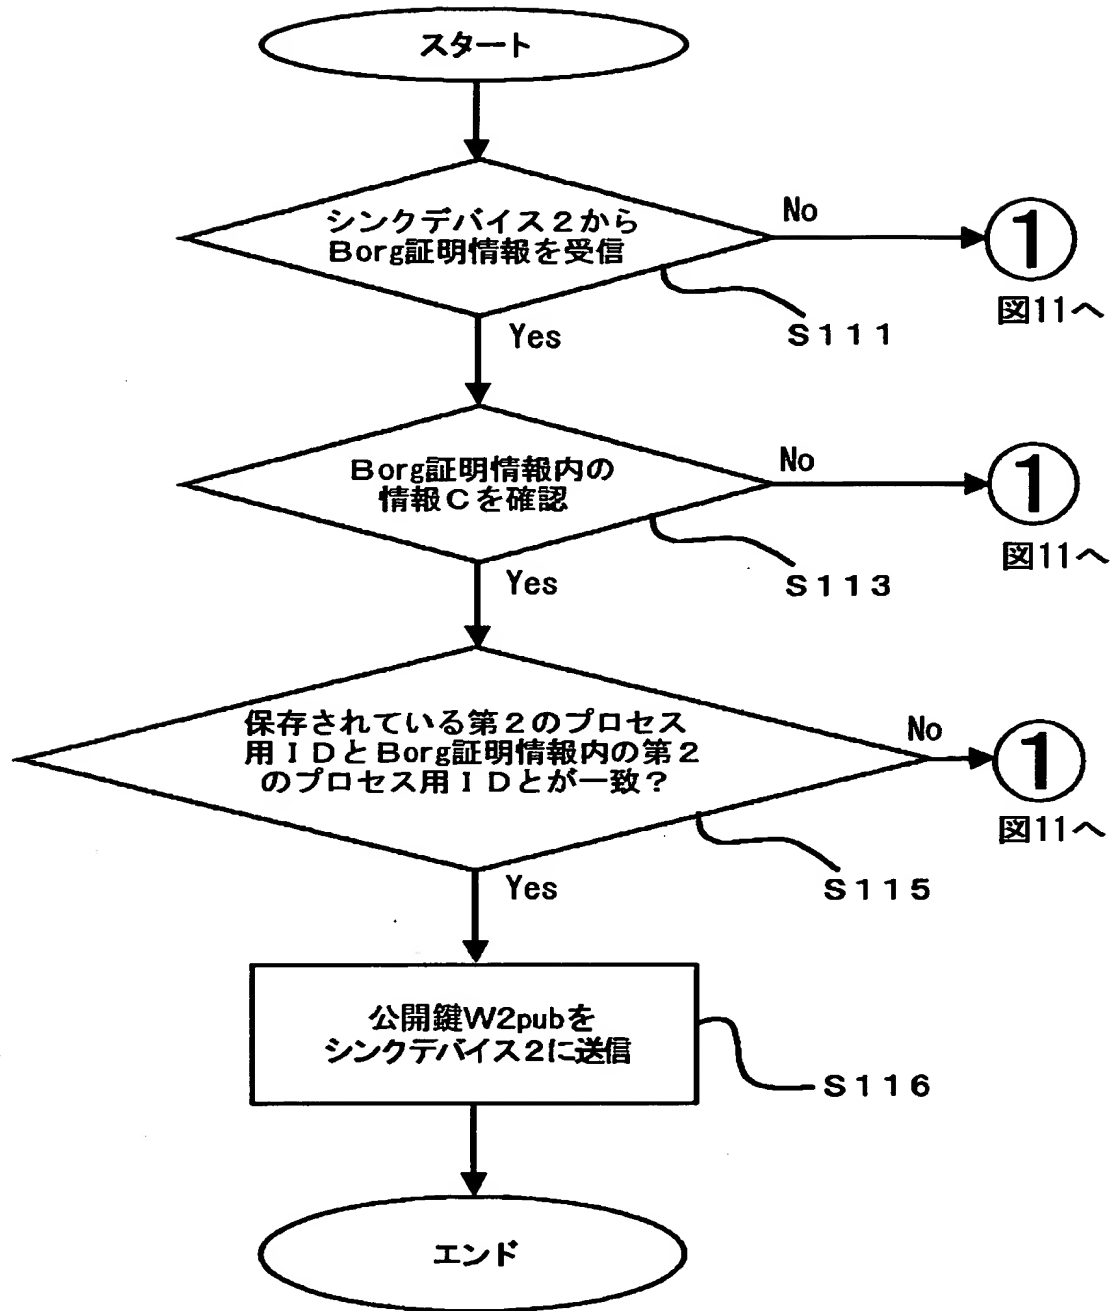 スタート
シンクデバイス2から
Borg証明情報を受信
No
1
図11へ
S111
Yes
Borg証明情報内の
情報Cを確認
No
1
図11へ
S113
Yes
保存されている第2のプロセス
用IDとBorg証明情報内の第2
のプロセス用IDとが一致?
No
1
図11へ
S115
Yes
公開鍵W2pubを
シンクデバイス2に送信
S116
エンド